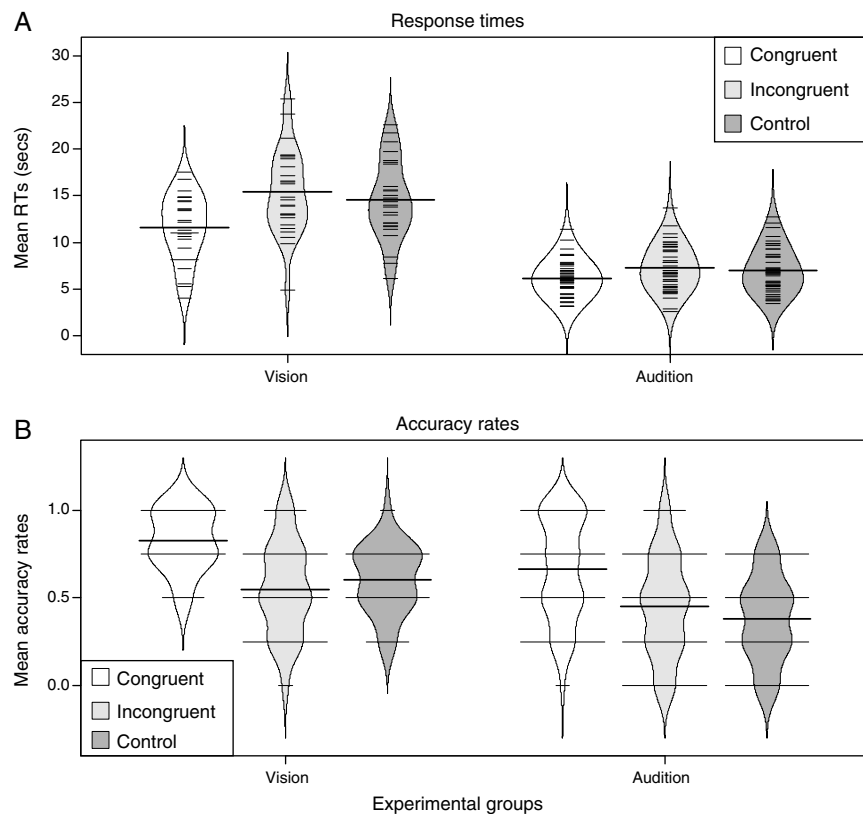 A
Response times
Mean RTs (secs)
30
25
20
15
10
5
0
Congruent
Incongruent
Control
Vision
Audition
B
Accuracy rates
Mean accuracy rates
1.0
0.5
0.0
Congruent
Incongruent
Control
Vision
Audition
Experimental groups